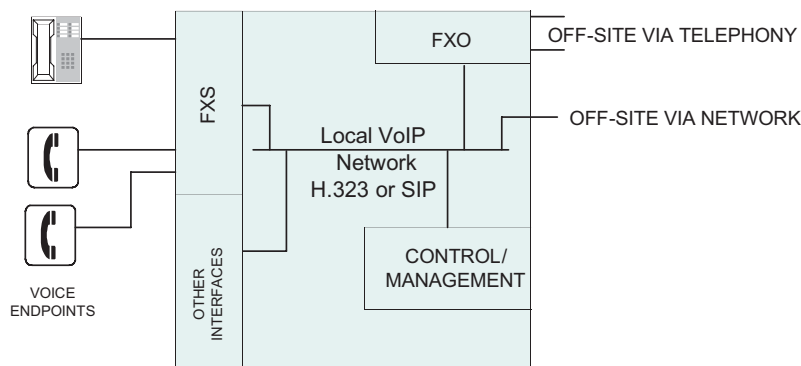 FXO
OFF-SITE VIA TELEPHONY
FXS
OFF-SITE VIA NETWORK
Local VoIP
Network
H.323 or SIP
CONTROL/
MANAGEMENT
OTHER
INTERFACES
VOICE
ENDPOINTS